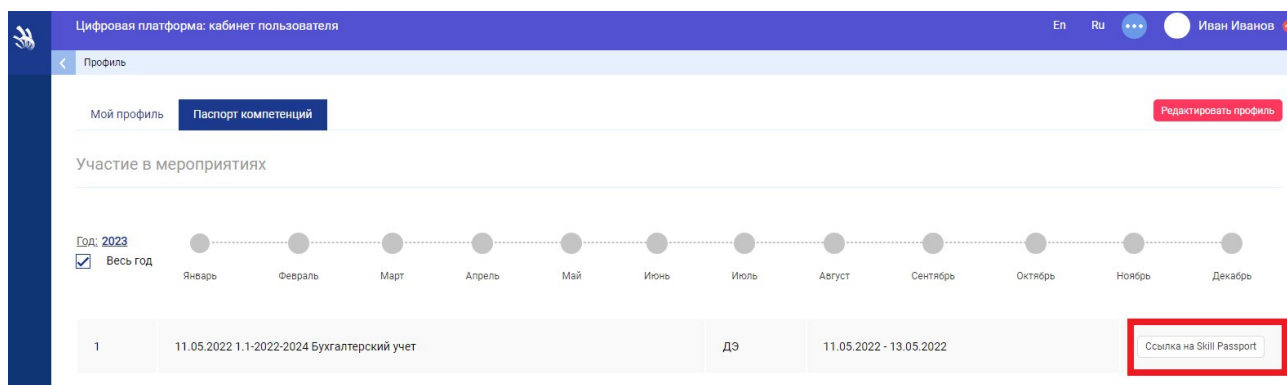 Цифровая платформа: кабинет пользователя En Ru Иван Иванов
Профиль
Мой профиль Паспорт компетенций Редактировать профиль
Участие в мероприятиях
Год: 2023
Весь год
Январь Февраль Март Апрель Май Июнь Июль Август Сентябрь Октябрь Ноябрь Декабрь
1 11.05.2022 1.1-2022-2024 Бухгалтерский учет ДЭ 11.05.2022 - 13.05.2022 Ссылка на Skill Passport